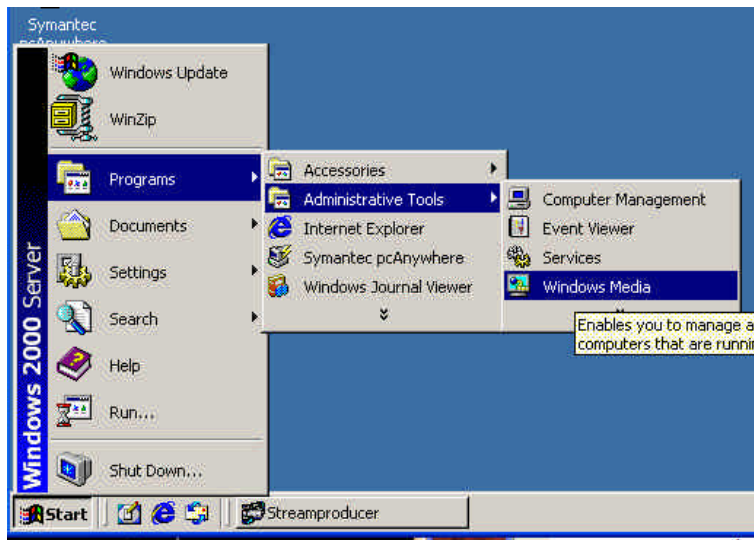 Symantec
pcAnywhere
Windows Update
WinZip
Programs
Documents
Settings
Search
Help
Run...
Shut Down...
Windows 2000 Server
Accessories
Administrative Tools
Internet Explorer
Symantec pcAnywhere
Windows Journal Viewer
Computer Management
Event Viewer
Services
Windows Media
Enables you to manage a
computers that are runni
Start
Streamproducer